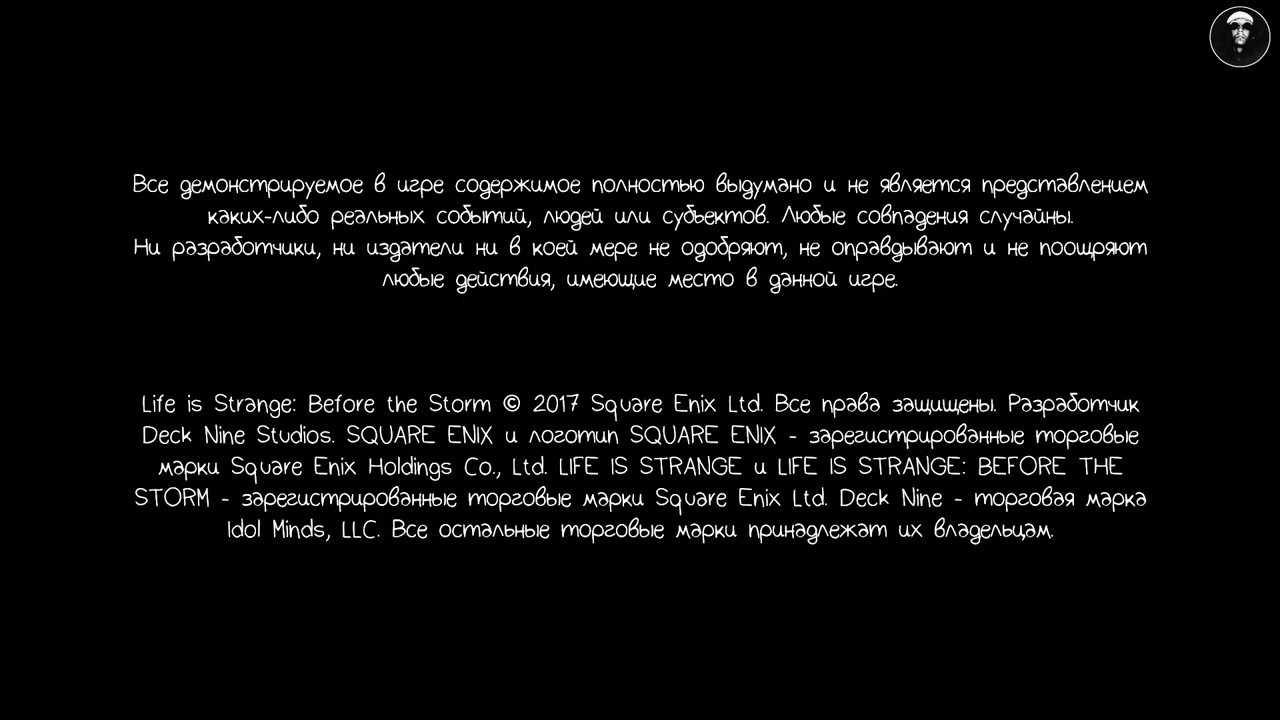 Все демонстрируемое в игре содержимое полностью выдумано и не является представлением
каких-либо реальных событий, людей или субъектов. Любые совпадения случайны.
Ни разработчики, ни издатели ни в коей мере не одобряют, не оправдывают и не поощряют
любые действия, имеющие место в данной игре.
Life is Strange: Before the Storm © 2017 Square Enix Ltd. Все права защищены. Разработчик
Deck Nine Studios. SQUARE ENIX и логотип SQUARE ENIX - зарегистрированные торговые
марки Square Enix Holdings Co., Ltd. LIFE IS STRANGE и LIFE IS STRANGE: BEFORE THE
STORM - зарегистрированные торговые марки Square Enix Ltd. Deck Nine - торговая марка
Idol Minds, LLC. Все остальные торговые марки принадлежат их владельцам.